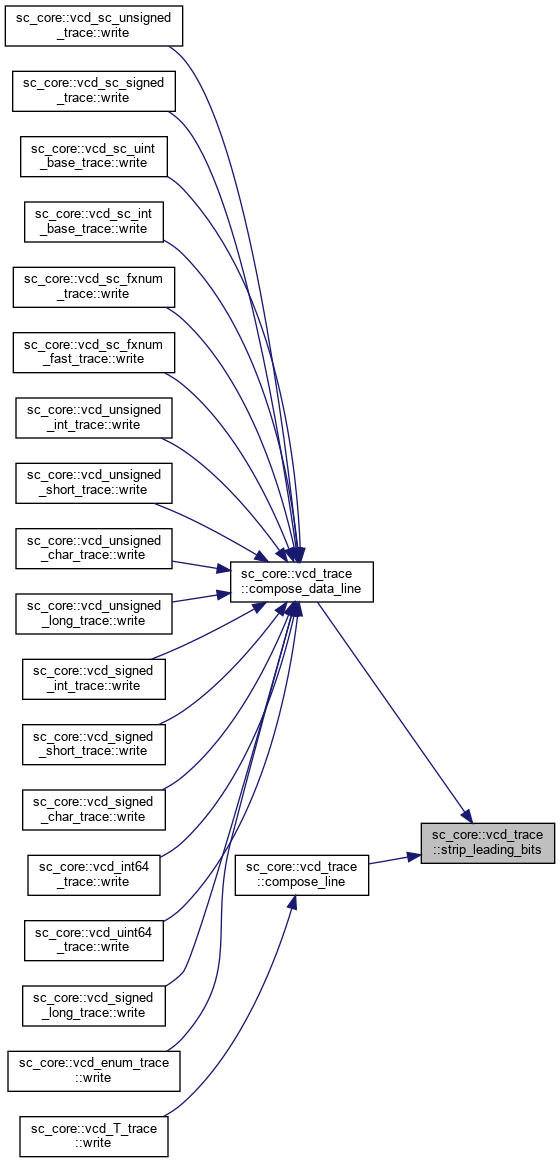 sc_core::vcd_sc_unsigned
_trace::write
sc_core::vcd_sc_signed
_trace::write
sc_core::vcd_sc_uint
_base_trace::write
sc_core::vcd_sc_int
_base_trace::write
sc_core::vcd_sc_fxnum
_trace::write
sc_core::vcd_sc_fxnum
_fast_trace::write
sc_core::vcd_unsigned
_int_trace::write
sc_core::vcd_unsigned
_short_trace::write
sc_core::vcd_unsigned
_char_trace::write
sc_core::vcd_trace
::compose_data_line
sc_core::vcd_unsigned
_long_trace::write
sc_core::vcd_signed
_int_trace::write
sc_core::vcd_signed
_short_trace::write
sc_core::vcd_signed
_char_trace::write
sc_core::vcd_trace
::strip_leading_bits
sc_core::vcd_int64
_trace::write
sc_core::vcd_trace
::compose_line
sc_core::vcd_uint64
_trace::write
sc_core::vcd_signed
_long_trace::write
sc_core::vcd_enum_trace
::write
sc_core::vcd_T_trace
::write